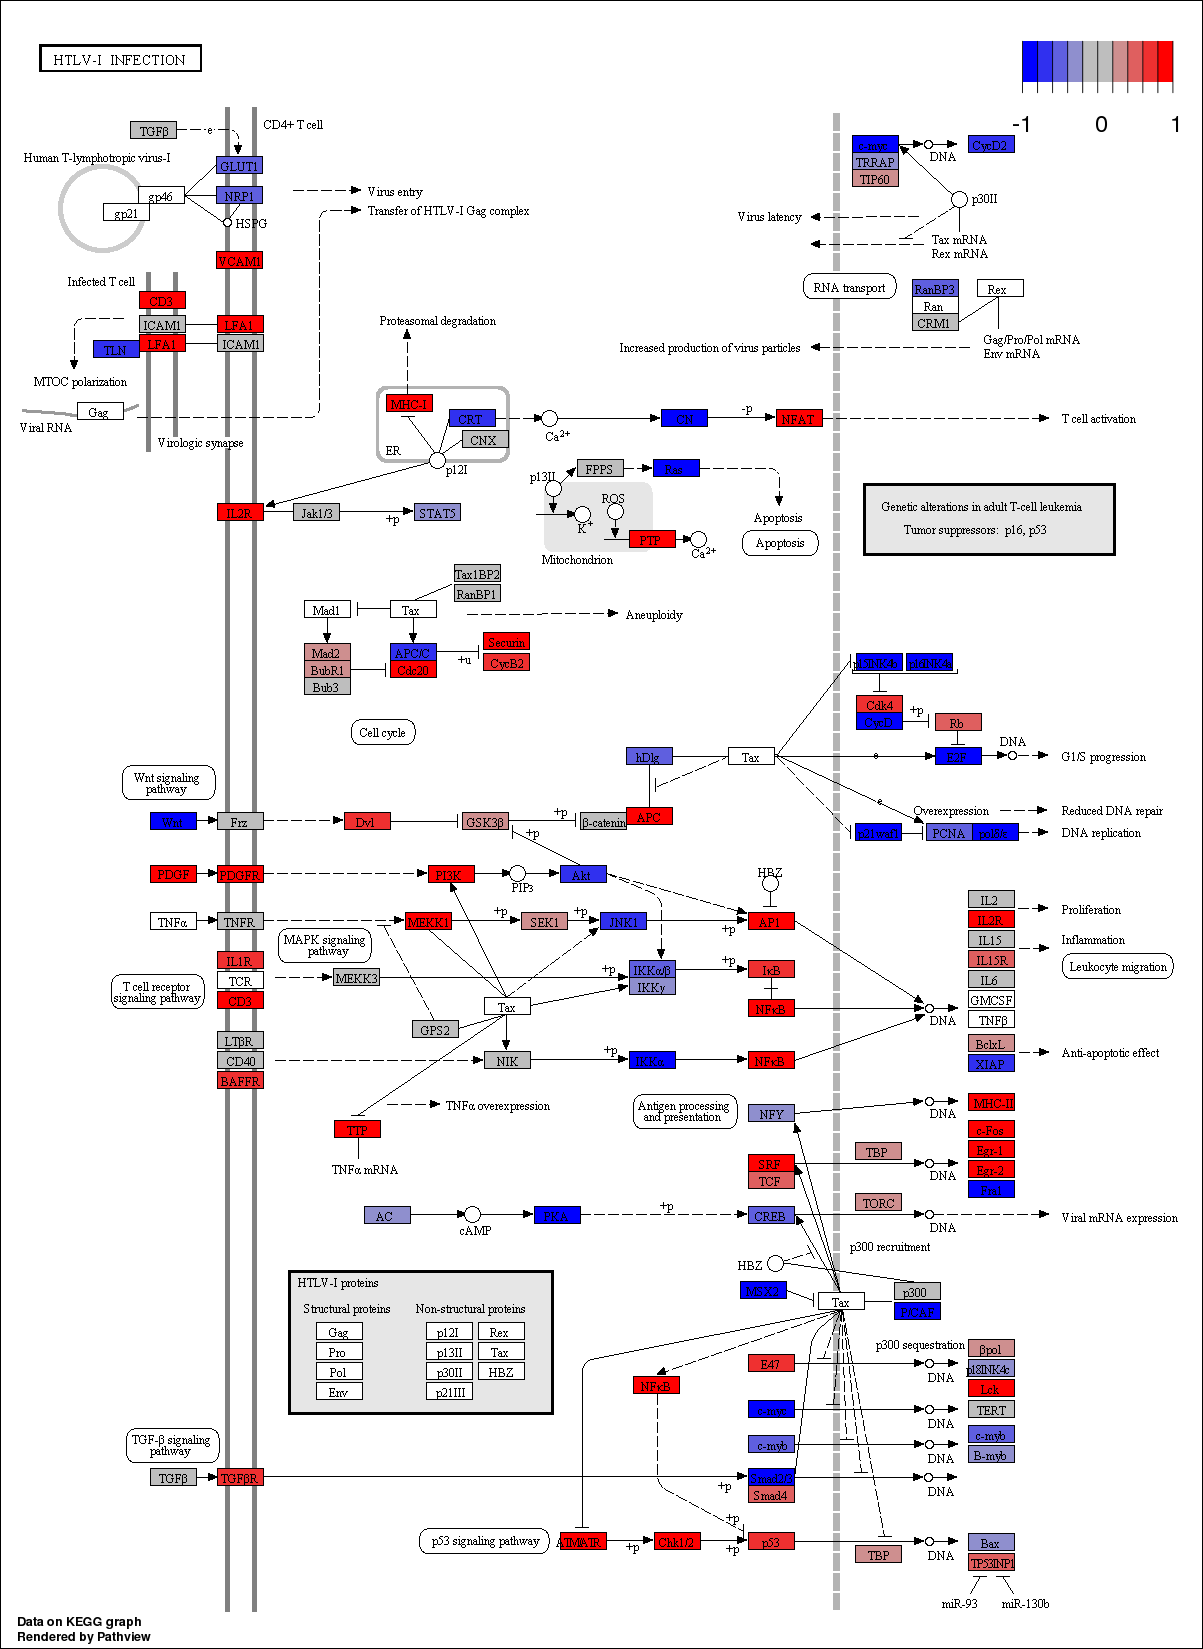 HTLV-I INFECTION
-1 0 1
TGFβ
e
CD4+ T cell
Human T-lymphotropic virus-I
GLUT1
gp46
NRP1
gp21
HSPG
Virus entry
Transfer of HTLV-I Gag complex
VCAM1
Infected T cell
CD3
ICAM1
LFA1
TLN
LFA1
ICAM1
MTOC polarization
Gag
Viral RNA
Virologic synapse
c-myc
DNA
CycD2
TRRAP
TIP60
p30II
Virus latency
Tax mRNA
Rex mRNA
RNA transport
RanBP3
Rex
Ran
CRM1
Gag/Pro/Pol mRNA
Env mRNA
Increased production of virus particles
Proteasomal degradation
MHC-I
CRT
CNX
ER
p12I
Ca2+
CN
-p
NFAT
T cell activation
IL2R
Jak1/3
+p
STAT5
p13II
FPPS
Ras
ROS
K+
PTP
Ca2+
Mitochondrion
Apoptosis
Apoptosis
Genetic alterations in adult T-cell leukemia
Tumor suppressors: p16, p53
Tax1BP2
RanBP1
Mad1
Tax
Aneuploidy
Mad2
BubR1
Bub3
APC/C
Cdc20
+u
Securin
CycB2
Cell cycle
Cdk4
CycD
+p
Rb
hDlg
Tax
e
DNA
G1/S progression
e
Overexpression
Reduced DNA repair
PCNA
DNA replication
Wnt signaling
pathway
Wnt
Frz
Dvl
GSK3β
+p
β-catenin
APC
+p
PDGF
PDGFR
PI3K
PIP3
Akt
HBZ
TNFα
TNFR
MEKK1
+p
SEK1
+p
JNK1
+p
AP1
MAPK signaling
pathway
IL1R
TCR
CD3
T cell receptor
signaling pathway
MEKK3
+p
IKKα/β
IKKγ
+p
IκB
NFκB
Tax
GPS2
DNA
LTβR
CD40
BAFFR
NIK
+p
IKKα
NFκB
IL2
IL2R
IL15
IL15R
IL6
GMCSF
TNFβ
BclxL
XIAP
Proliferation
Inflammation
Leukocyte migration
Anti-apoptotic effect
TNFα overexpression
TTP
TNFα mRNA
Antigen processing
and presentation
NFY
DNA
MHC-II
c-Fos
Egr-1
Egr-2
Fra1
SRF
TCF
TBP
DNA
AC
cAMP
PKA
+p
CREB
TORC
DNA
Viral mRNA expression
p300 recruitment
HBZ
Tax
p300
P/CAF
HTLV-I proteins
Structural proteins
Non-structural proteins
Gag
Pro
Pol
Env
p12I
p13II
p30II
p21III
Rex
Tax
HBZ
p300 sequestration
E47
DNA
βpol
p18INK4c
Lck
TERT
NFκB
c-myc
DNA
c-myb
DNA
c-myb
B-myb
TGF-β signaling
pathway
TGFβ
TGFβR
+p
Smad2/3
Smad4
DNA
p53 signaling pathway
ATM/ATR
+p
Chk1/2
+p
+p
p53
TBP
DNA
Bax
TP53INP1
miR-93
miR-130b
Data on KEGG graph
Rendered by Pathview